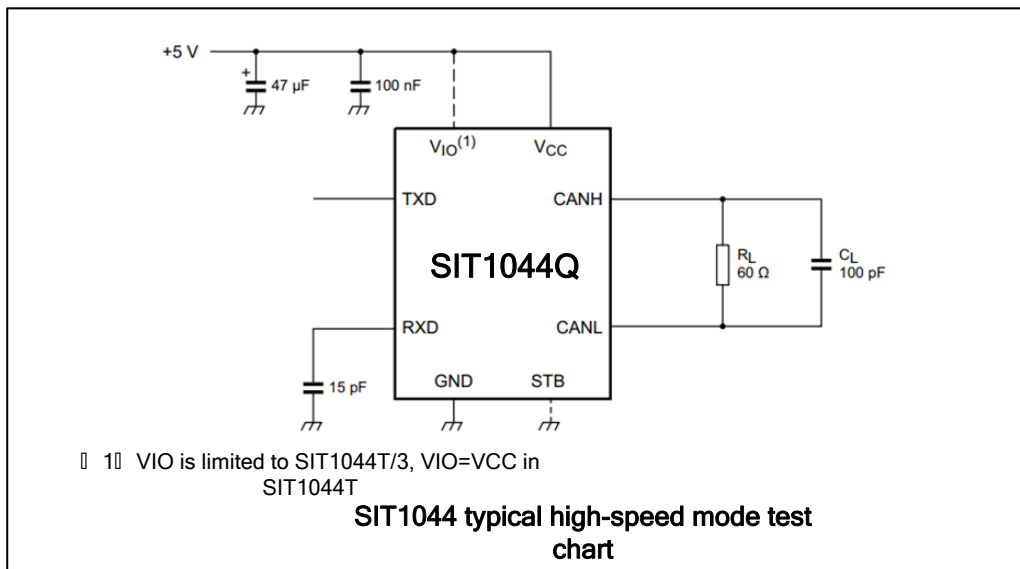 +5 V
+
47 µF
100 nF
VIO(1)
VCC
TXD
CANH
SIT1044Q
RL
60 Ω
CL
100 pF
RXD
CANL
15 pF
GND
STB
▯ 1▯ VIO is limited to SIT1044T/3, VIO=VCC in
SIT1044T
SIT1044 typical high-speed mode test
chart